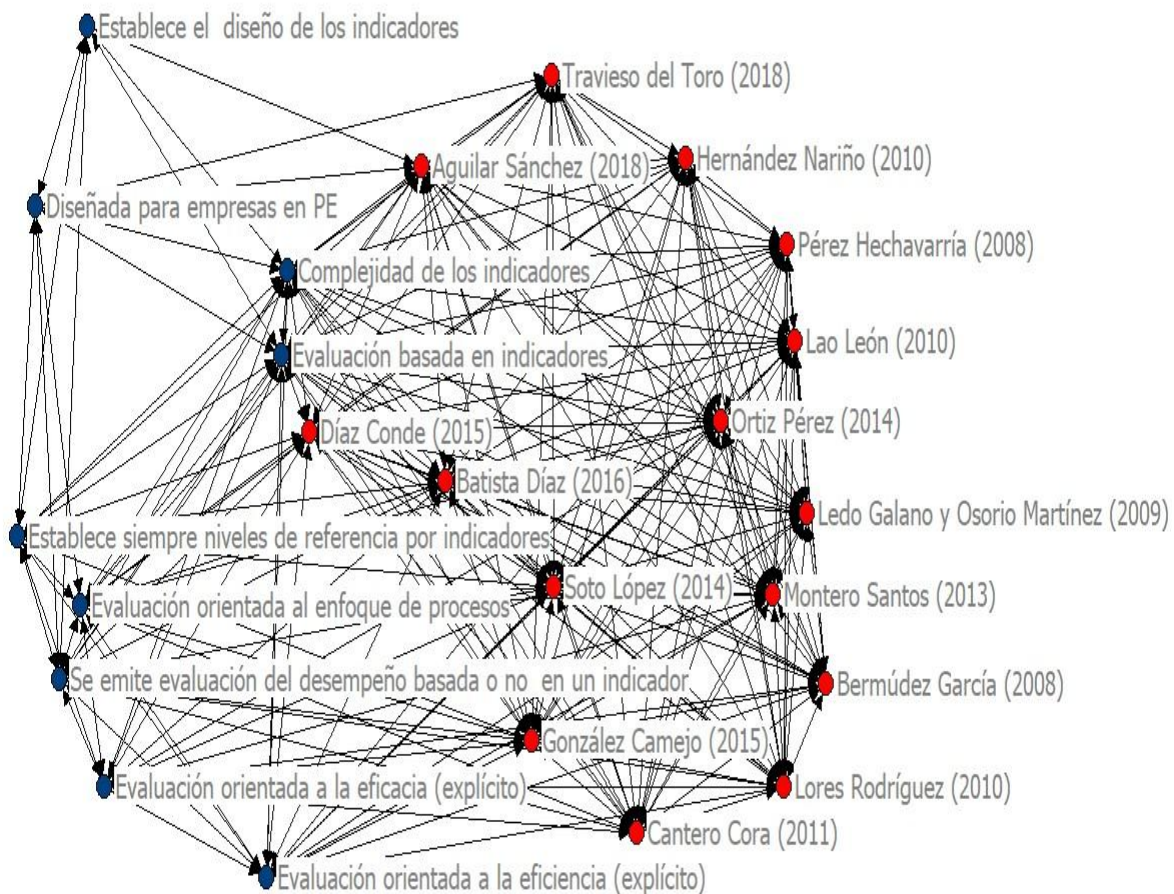 Establece el  diseño de los indicadores
Travieso del Toro (2018)
Aguilar Sánchez (2018)
Hernández Nariño (2010)
Diseñada para empresas en PE
Pérez Hechavarría (2008)
Complejidad de los indicadores
Lao León (2010)
Evaluación basada en indicadores
Ortiz Pérez (2014)
Díaz Conde (2015)
Batista Díaz (2016)
Ledo Galano y Osorio Martínez (2009)
Establece siempre niveles de referencia por indicadores
Soto López (2014)
Montero Santos (2013)
Evaluación orientada al enfoque de procesos
Se emite evaluación del desempeño basada o no  en un indicador
Bermúdez García (2008)
González Camejo (2015)
Evaluación orientada a la eficacia (explícito)
Lores Rodríguez (2010)
Cantero Cora (2011)
Evaluación orientada a la eficiencia (explícito)